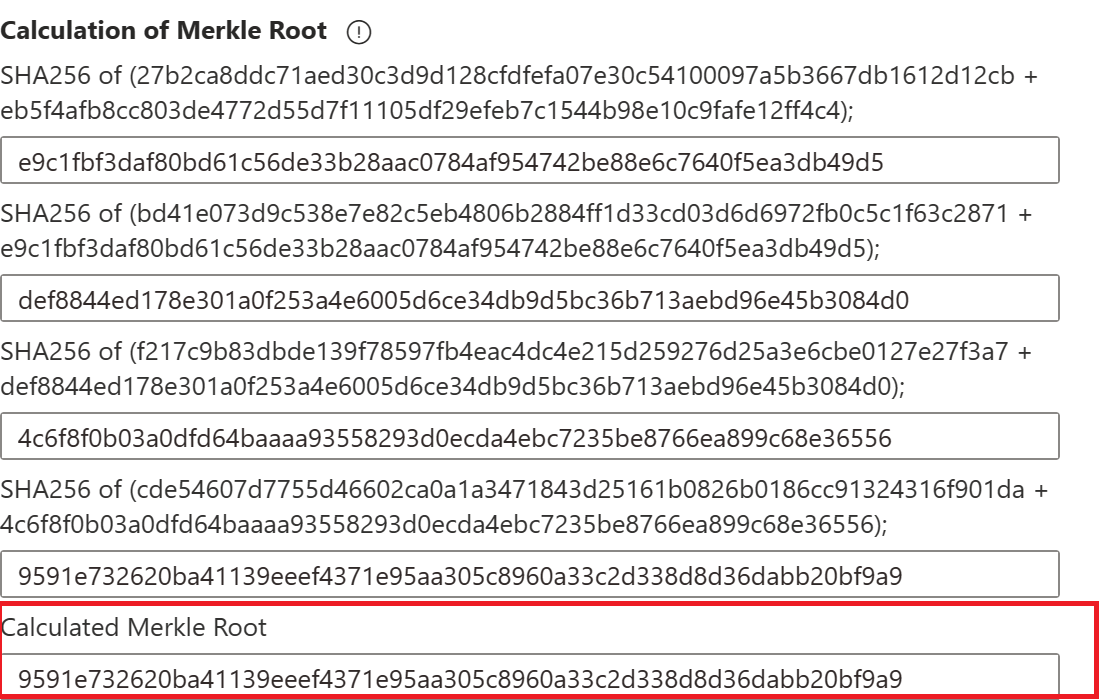 Calculation of Merkle Root
SHA256 of (27b2ca8ddc71aed30c3d9d128cfdfefa07e30c54100097a5b3667db1612d12cb +
eb5f4afb8cc803de4772d55d7f11105df29efeb7c1544b98e10c9fafe12ff4c4);
e9c1fbf3daf80bd61c56de33b28aac0784af954742be88e6c7640f5ea3db49d5
SHA256 of (bd41e073d9c538e7e82c5eb4806b2884ff1d33cd03d6d6972fb0c5c1f63c2871 +
e9c1fbf3daf80bd61c56de33b28aac0784af954742be88e6c7640f5ea3db49d5);
def8844ed178e301a0f253a4e6005d6ce34db9d5bc36b713aebd96e45b3084d0
SHA256 of (f217c9b83dbde139f78597fb4eac4dc4e215d259276d25a3e6cbe0127e27f3a7 +
def8844ed178e301a0f253a4e6005d6ce34db9d5bc36b713aebd96e45b3084d0);
4c6f8f0b03a0dfd64baaaa93558293d0ecda4ebc7235be8766ea899c68e36556
SHA256 of (cde54607d7755d46602ca0a1a3471843d25161b0826b0186cc91324316f901da +
4c6f8f0b03a0dfd64baaaa93558293d0ecda4ebc7235be8766ea899c68e36556);
9591e732620ba41139eeef4371e95aa305c8960a33c2d338d8d36dabb20bf9a9
Calculated Merkle Root
9591e732620ba41139eeef4371e95aa305c8960a33c2d338d8d36dabb20bf9a9